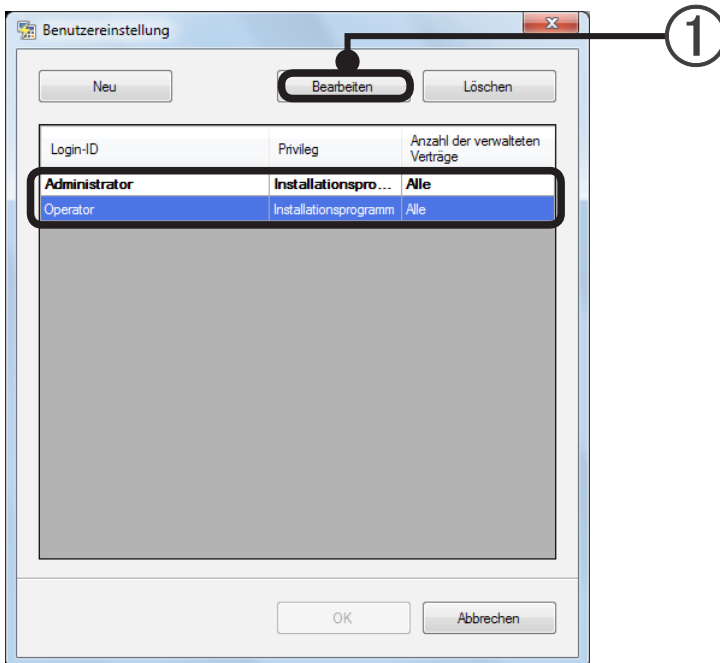 Benutzereinstellung
①
Neu
Bearbeiten
Löschen
Login-ID
Privileg
Anzahl der verwalteten
Verträge
Administrator
Installationspro...
Alle
Operator
Installationsprogramm
Alle
OK
Abbrechen